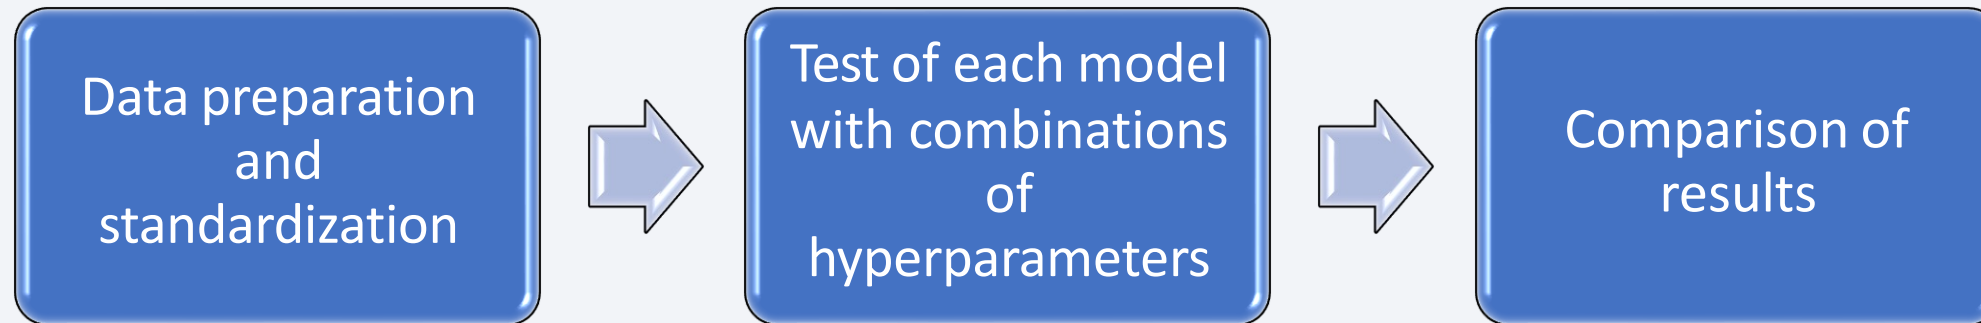 Data preparation
and
standardization
Test of each model
with combinations
of
hyperparameters
Comparison of
results